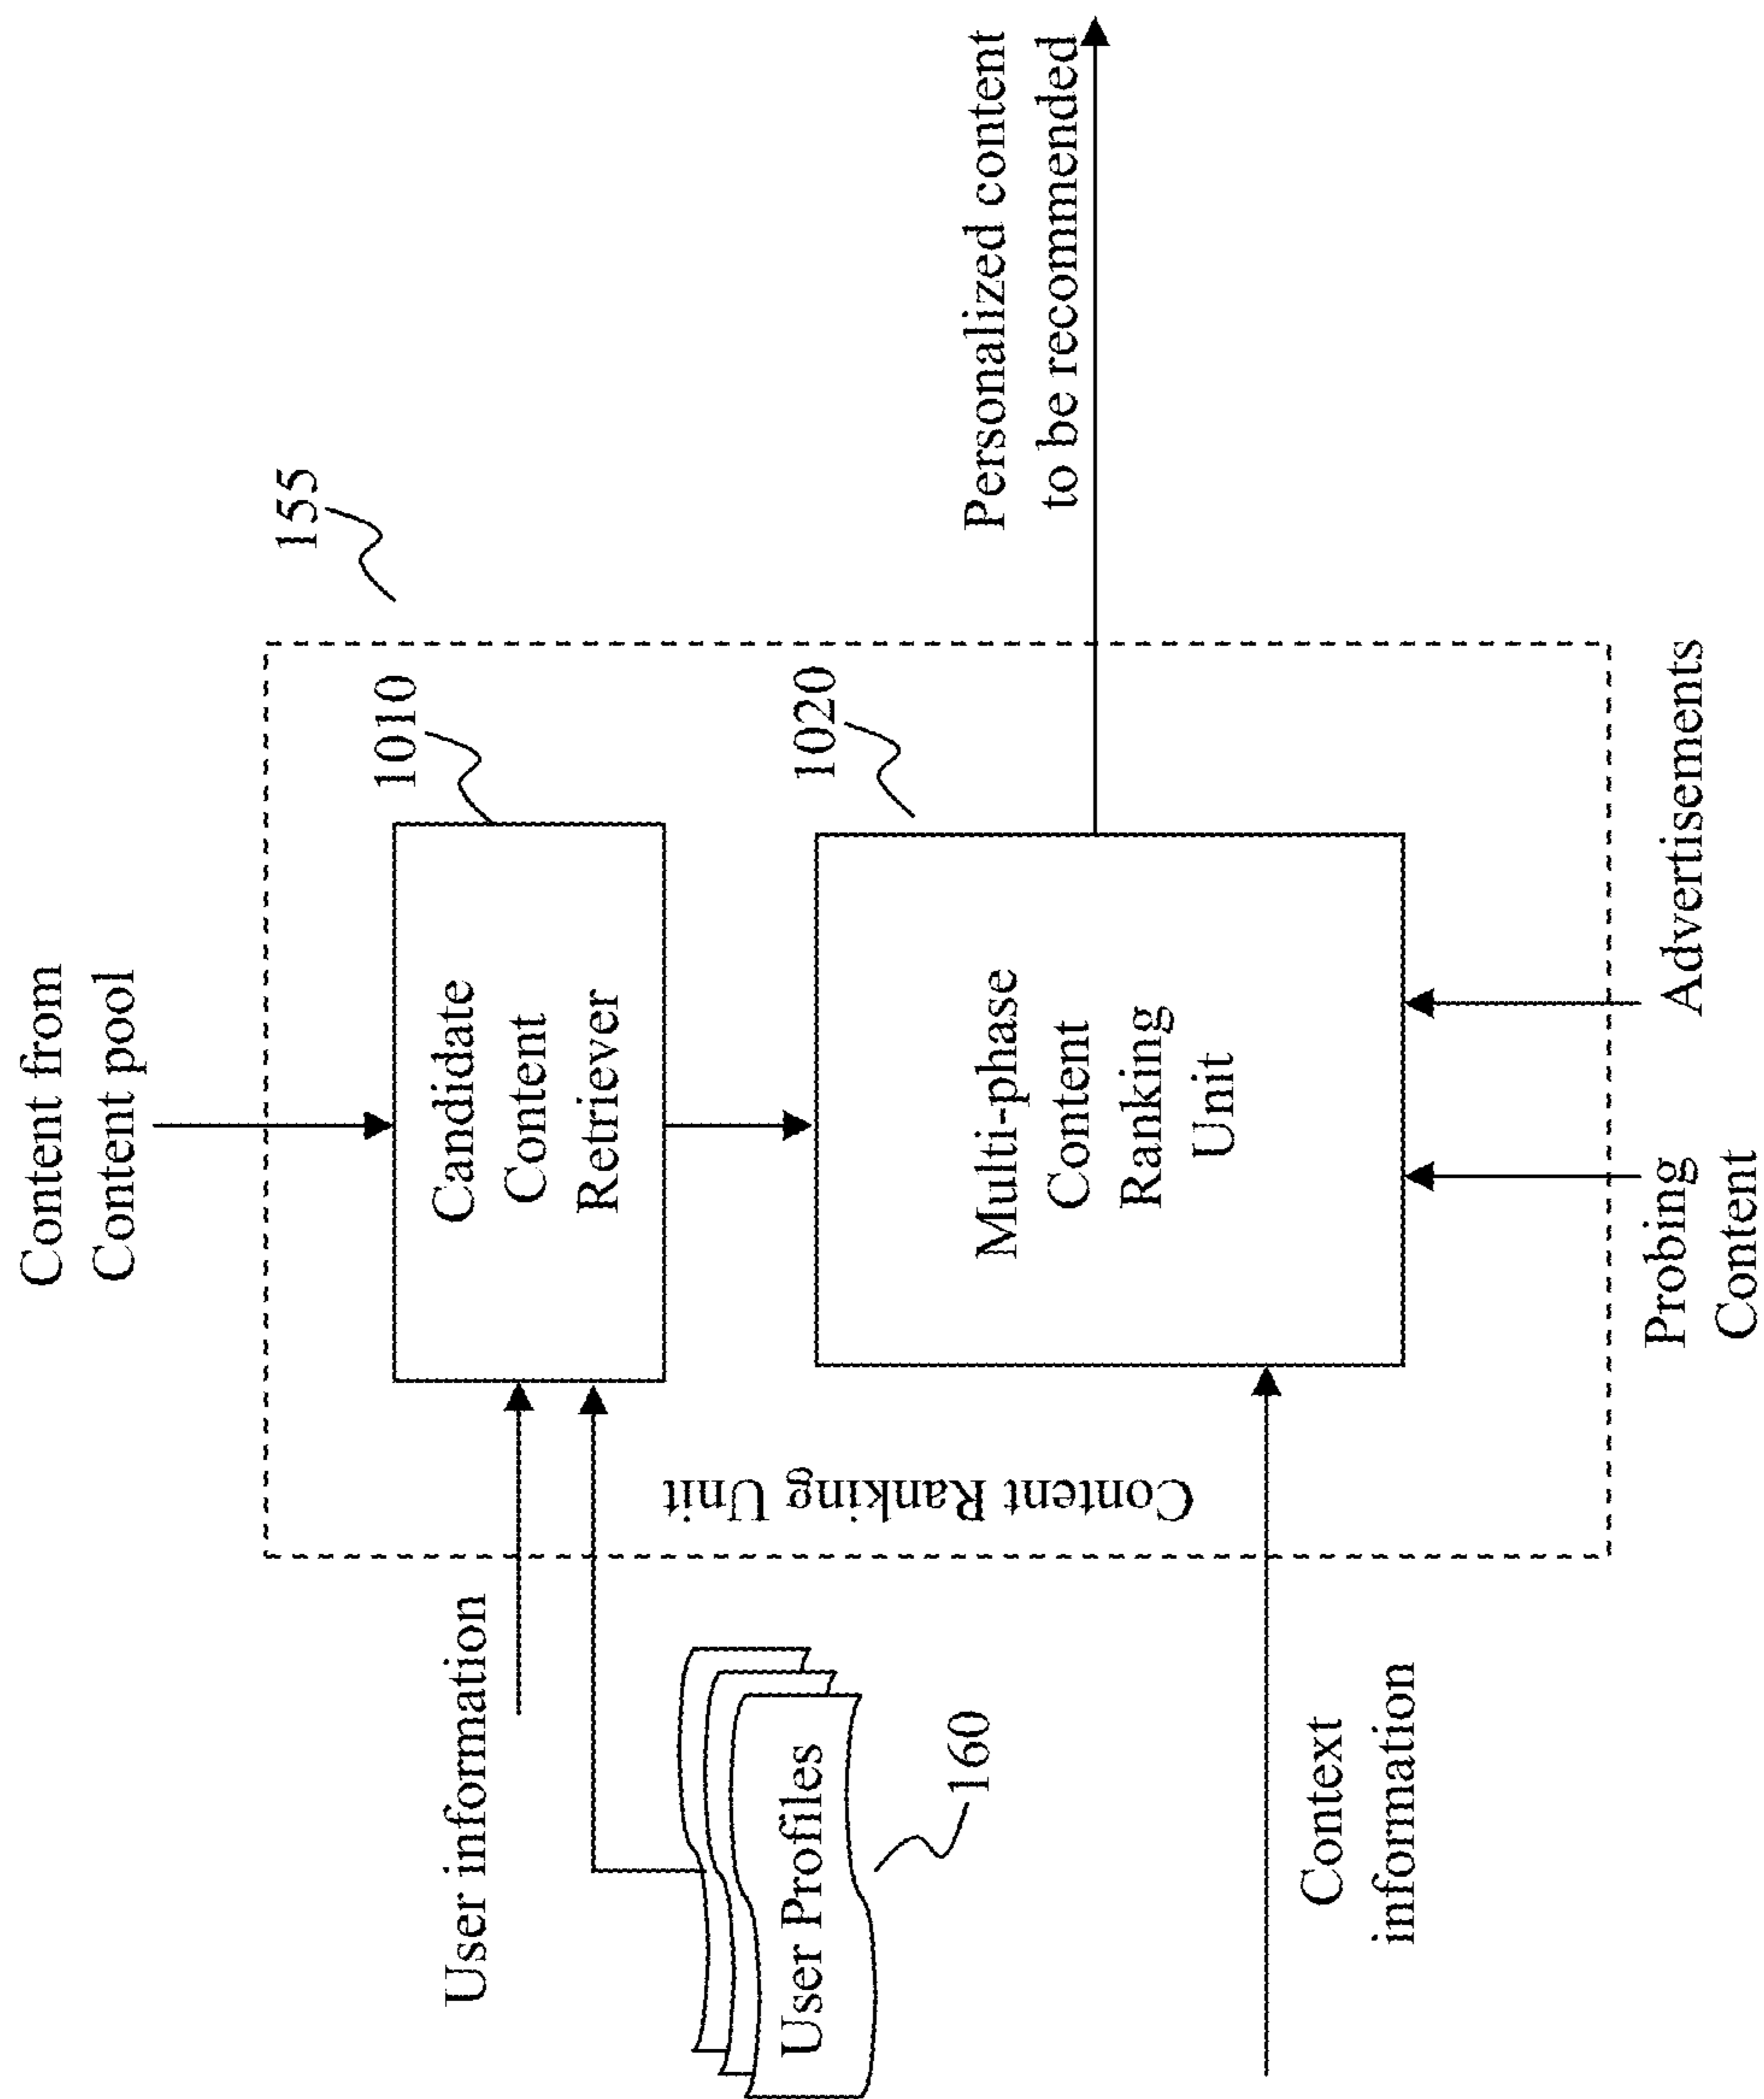 Content from
Content pool
155
1010
Candidate
Content
Retriever
User information
1020
Multi-phase
Content
Ranking
Unit
Content Ranking Unit
User Profiles
160
Personalized content
to be recommended
Context
information
Probing
Content
Advertisements